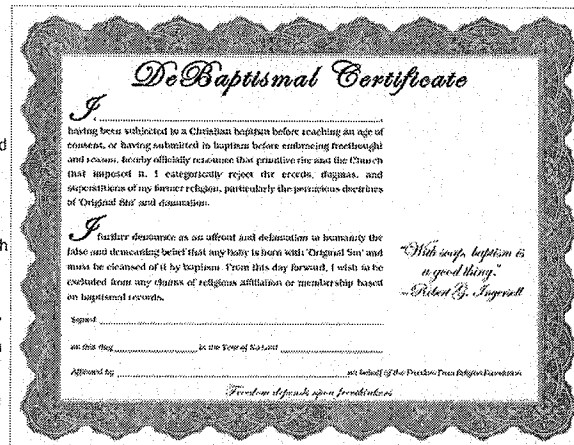 DeBaptismal Certificate
I, ,
having been subjected to a Christian baptism before reaching an age of
consent, or having submitted to baptism before embracing freethought
and reason, hereby officially renounce that primitive rite and the Church
that imposed it. I categorically reject the creeds, dogmas, and
superstitions of my former religion, particularly the pernicious doctrines
of 'Original Sin' and damnation.
I further denounce as an affront and defamation to humanity the
false and demeaning belief that any baby is born with 'Original Sin' and
must be cleansed of it by baptism. From this day forward, I wish to be
excluded from any claims of religious affiliation or membership based
on baptismal records.
"With soap, baptism is
a good thing."
—Robert G. Ingersoll
Signed
on this day in the Year of No Lord
Affirmed by on behalf of the Freedom From Religion Foundation
Freedom depends upon freethinkers